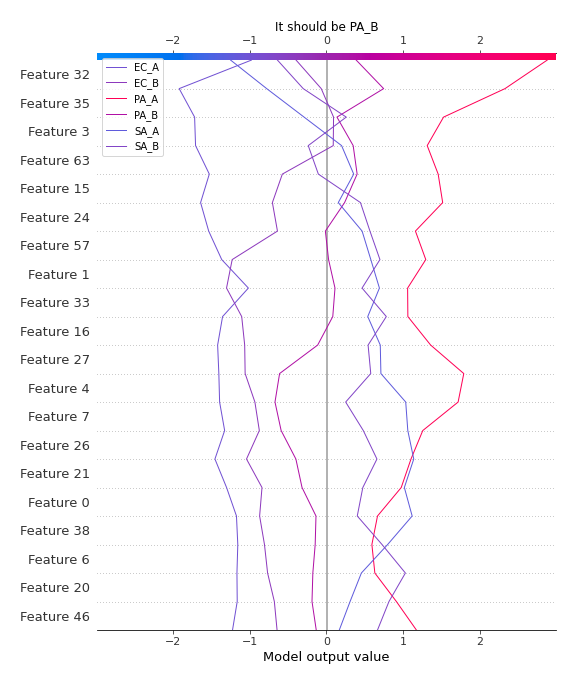 It should be PA_B
−2 −1 0 1 2
EC_A
EC_B
PA_A
PA_B
SA_A
SA_B
Feature 32
Feature 35
Feature 3
Feature 63
Feature 15
Feature 24
Feature 57
Feature 1
Feature 33
Feature 16
Feature 27
Feature 4
Feature 7
Feature 26
Feature 21
Feature 0
Feature 38
Feature 6
Feature 20
Feature 46
−2 −1 0 1 2
Model output value